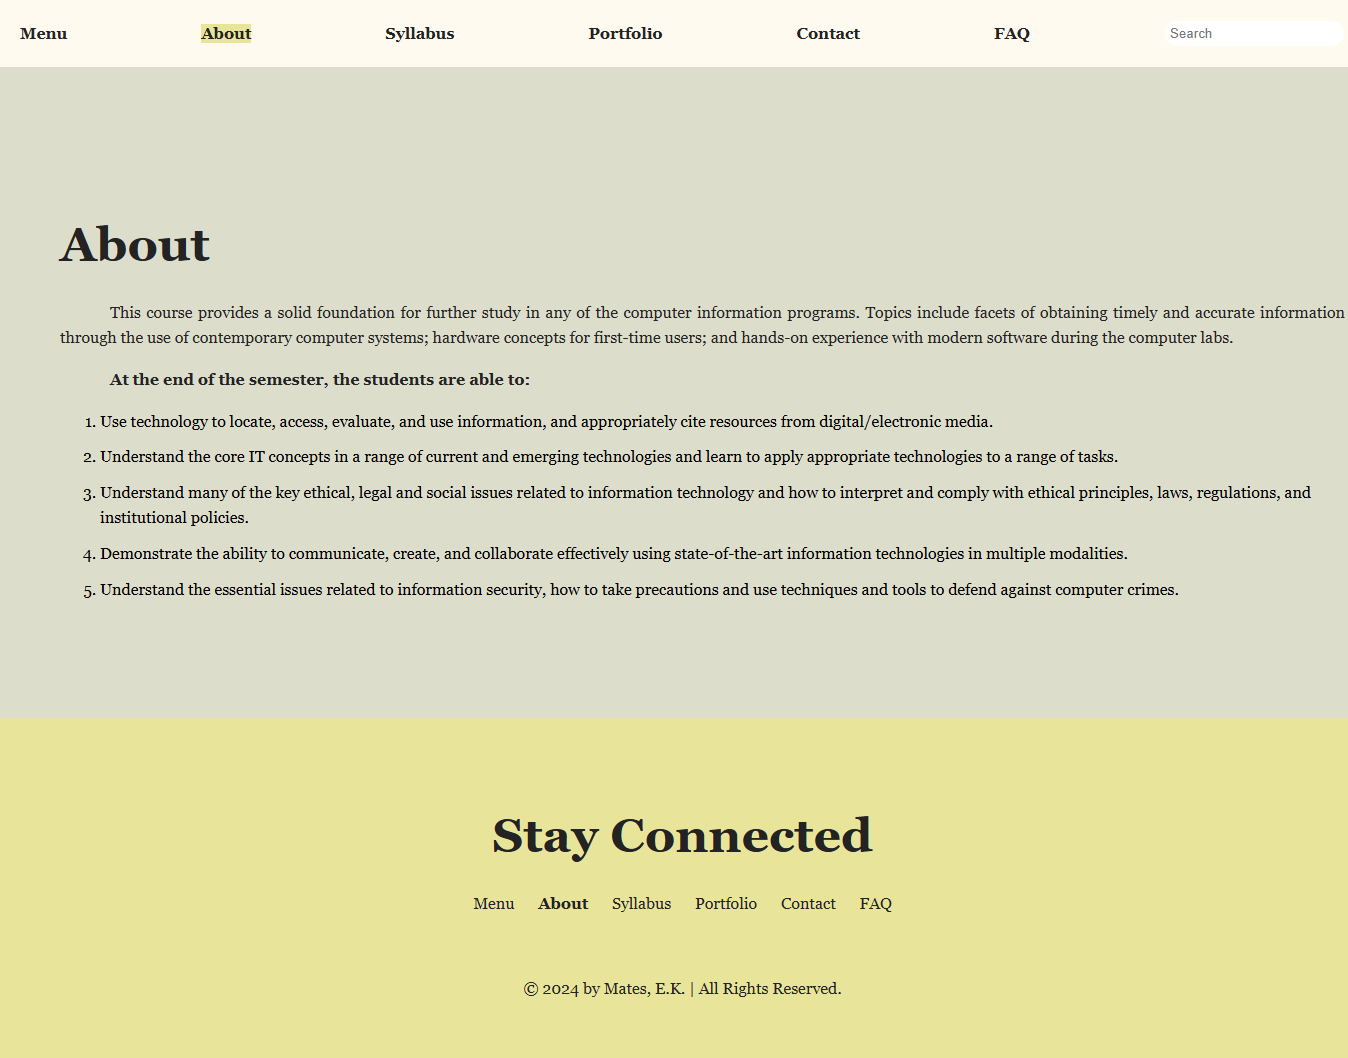 Menu About Syllabus Portfolio Contact FAQ Search
About
This course provides a solid foundation for further study in any of the computer information programs. Topics include facets of obtaining timely and accurate information
through the use of contemporary computer systems; hardware concepts for first-time users; and hands-on experience with modern software during the computer labs.
At the end of the semester, the students are able to:
1. Use technology to locate, access, evaluate, and use information, and appropriately cite resources from digital/electronic media.
2. Understand the core IT concepts in a range of current and emerging technologies and learn to apply appropriate technologies to a range of tasks.
3. Understand many of the key ethical, legal and social issues related to information technology and how to interpret and comply with ethical principles, laws, regulations, and
institutional policies.
4. Demonstrate the ability to communicate, create, and collaborate effectively using state-of-the-art information technologies in multiple modalities.
5. Understand the essential issues related to information security, how to take precautions and use techniques and tools to defend against computer crimes.
Stay Connected
Menu About Syllabus Portfolio Contact FAQ
© 2024 by Mates, E.K. | All Rights Reserved.